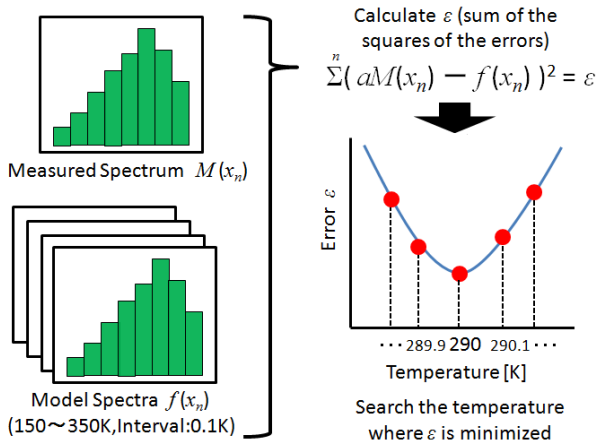 Measured Spectrum M(xₙ)
Model Spectra f(xₙ)
(150～350K,Interval:0.1K)
Calculate ε (sum of the
squares of the errors)
n
Σ( aM(xₙ) － f(xₙ) )² = ε
Error ε
･･･ 289.9 290 290.1 ･･･
Temperature [K]
Search the temperature
where ε is minimized